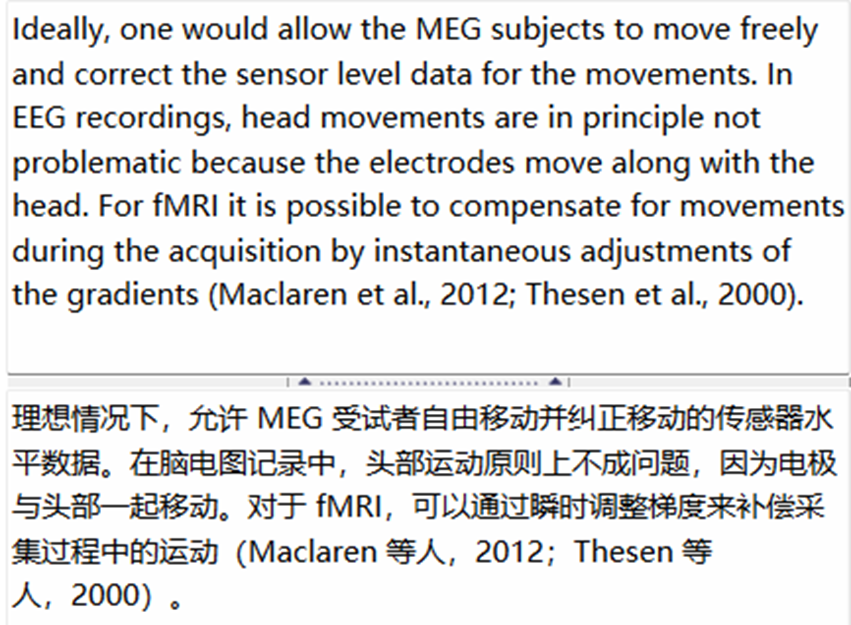 Ideally, one would allow the MEG subjects to move freely
and correct the sensor level data for the movements. In
EEG recordings, head movements are in principle not
problematic because the electrodes move along with the
head. For fMRI it is possible to compensate for movements
during the acquisition by instantaneous adjustments of
the gradients (Maclaren et al., 2012; Thesen et al., 2000).
理想情况下，允许 MEG 受试者自由移动并纠正移动的传感器水
平数据。在脑电图记录中，头部运动原则上不成问题，因为电极
与头部一起移动。对于 fMRI，可以通过瞬时调整梯度来补偿采
集过程中的运动（Maclaren 等人，2012；Thesen 等
人，2000）。